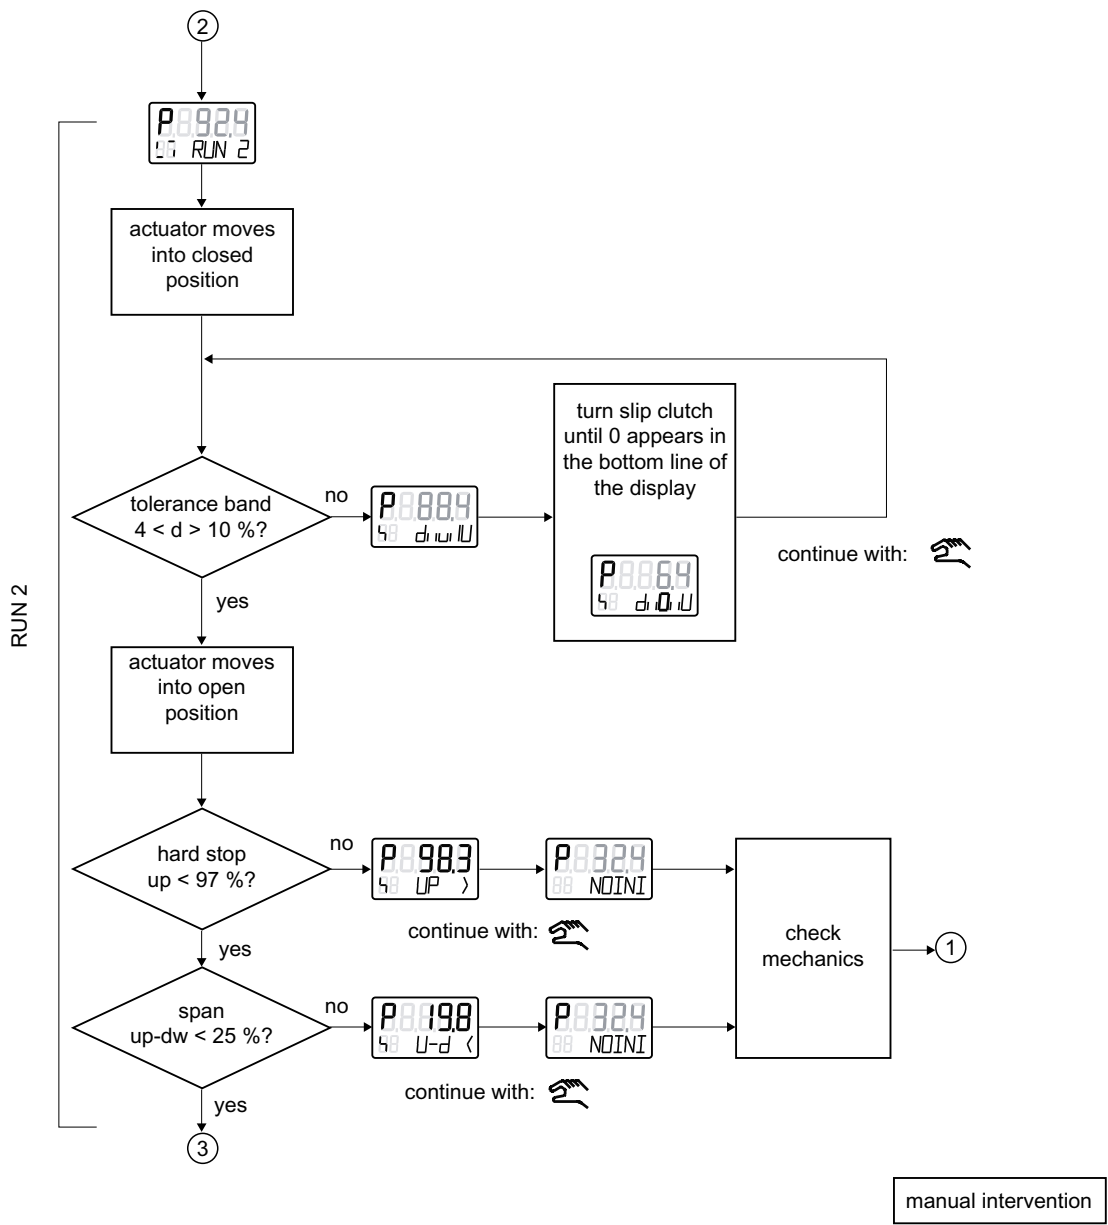 2
P 92.4
RUN 2
actuator moves
into closed
position
tolerance band
4 < d > 10 %?
no
P 88.4
turn slip clutch
until 0 appears in
the bottom line of
the display
P 6.4
continue with:
yes
RUN 2
actuator moves
into open
position
hard stop
up < 97 %?
no
P 98.3
UP >
P 32.4
NOINI
continue with:
check
mechanics
1
yes
span
up-dw < 25 %?
no
P 19.8
U-d <
P 32.4
NOINI
continue with:
yes
3
manual intervention